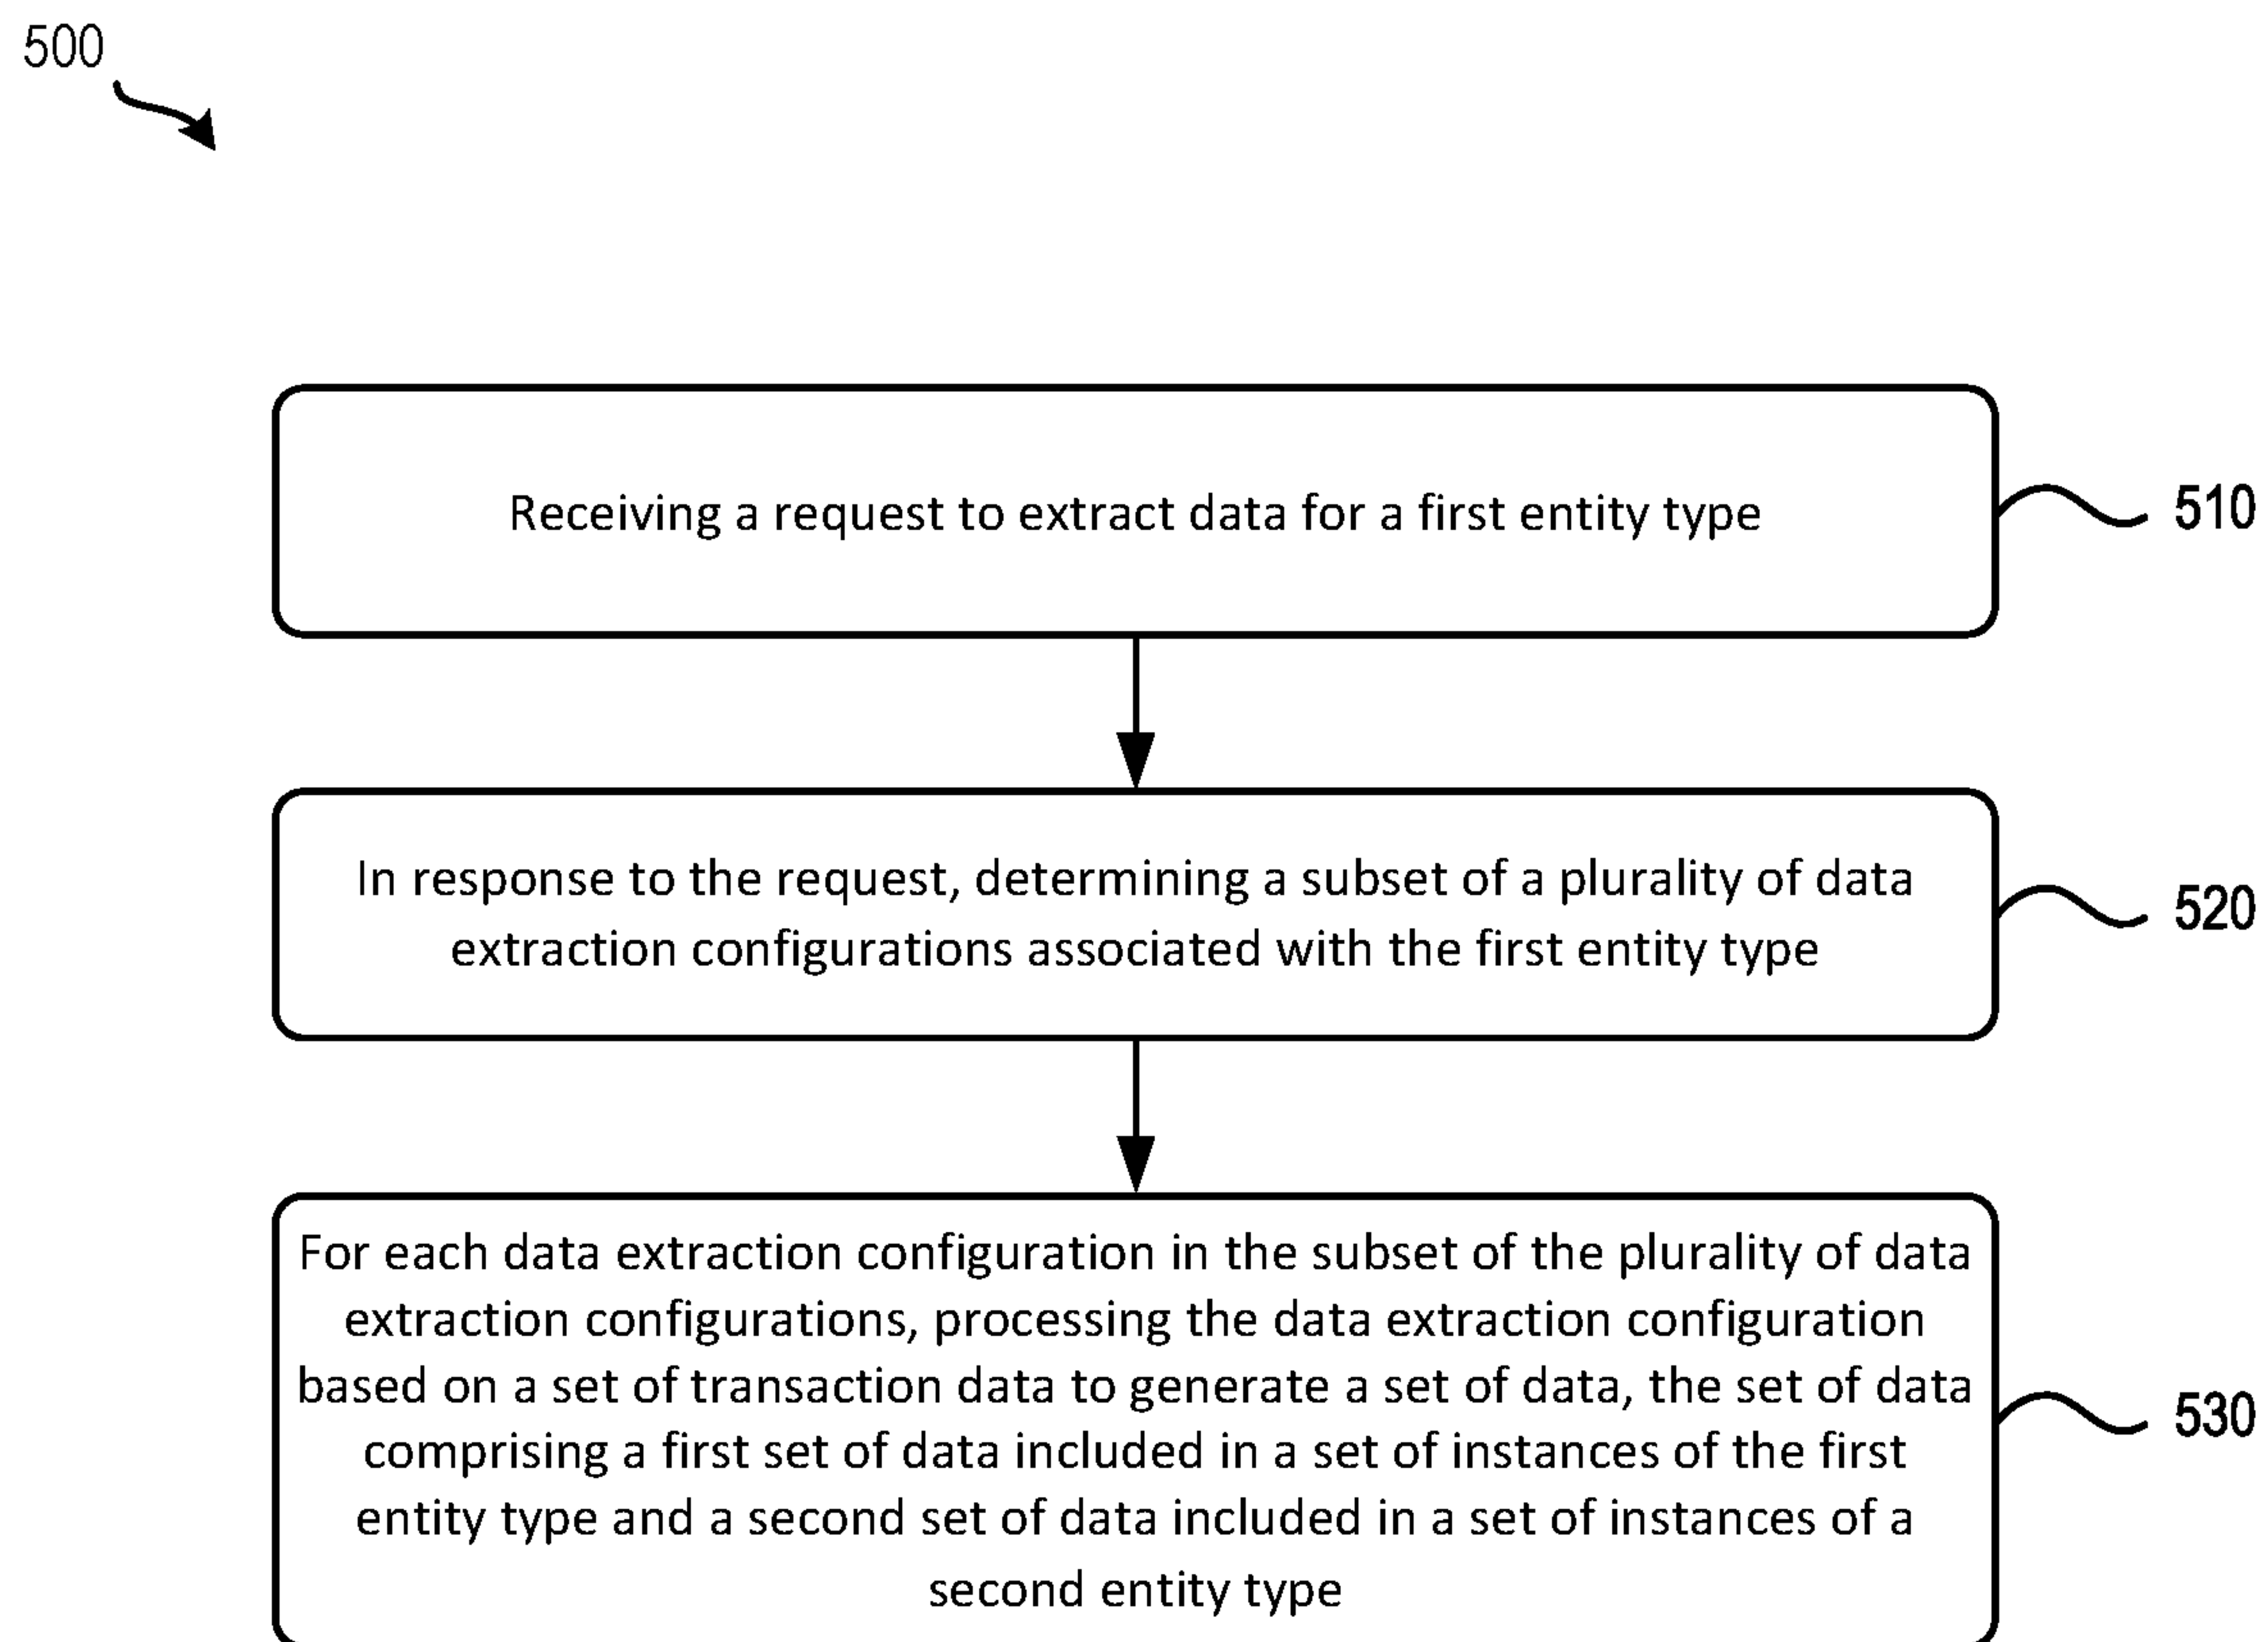 500
Receiving a request to extract data for a first entity type
510
In response to the request, determining a subset of a plurality of data
extraction configurations associated with the first entity type
520
For each data extraction configuration in the subset of the plurality of data
extraction configurations, processing the data extraction configuration
based on a set of transaction data to generate a set of data, the set of data
comprising a first set of data included in a set of instances of the first
entity type and a second set of data included in a set of instances of a
second entity type
530